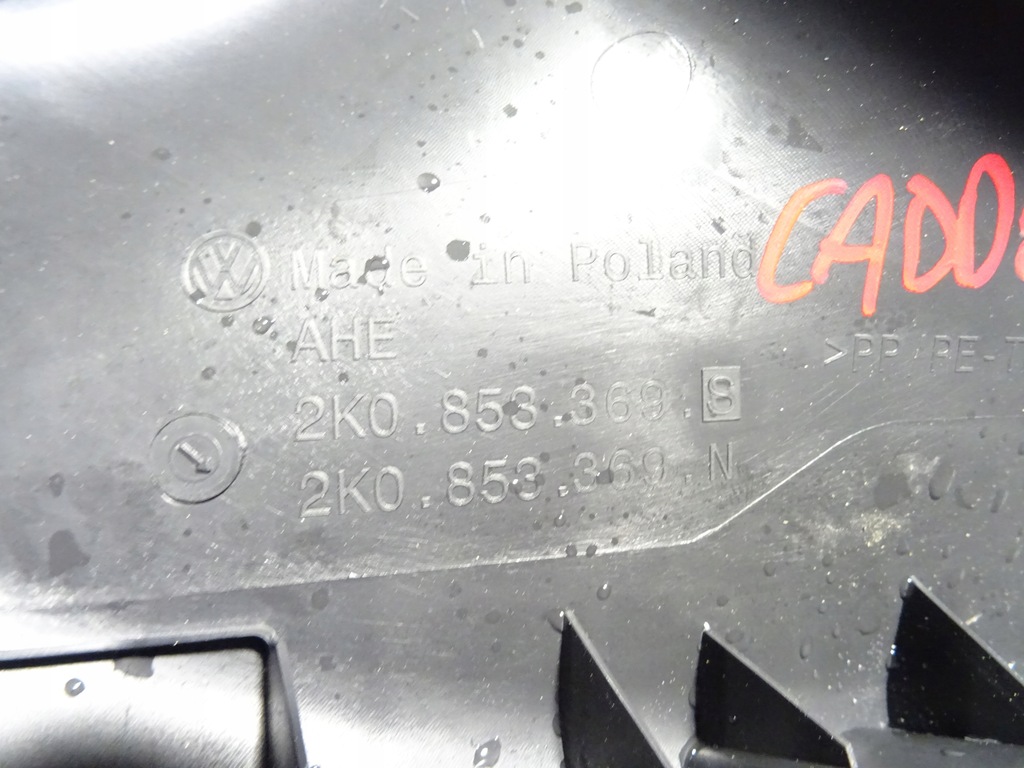 Made in Poland
CADD
AHE
>PP PE-T
2K0.853.369.S
2K0.853.369.N